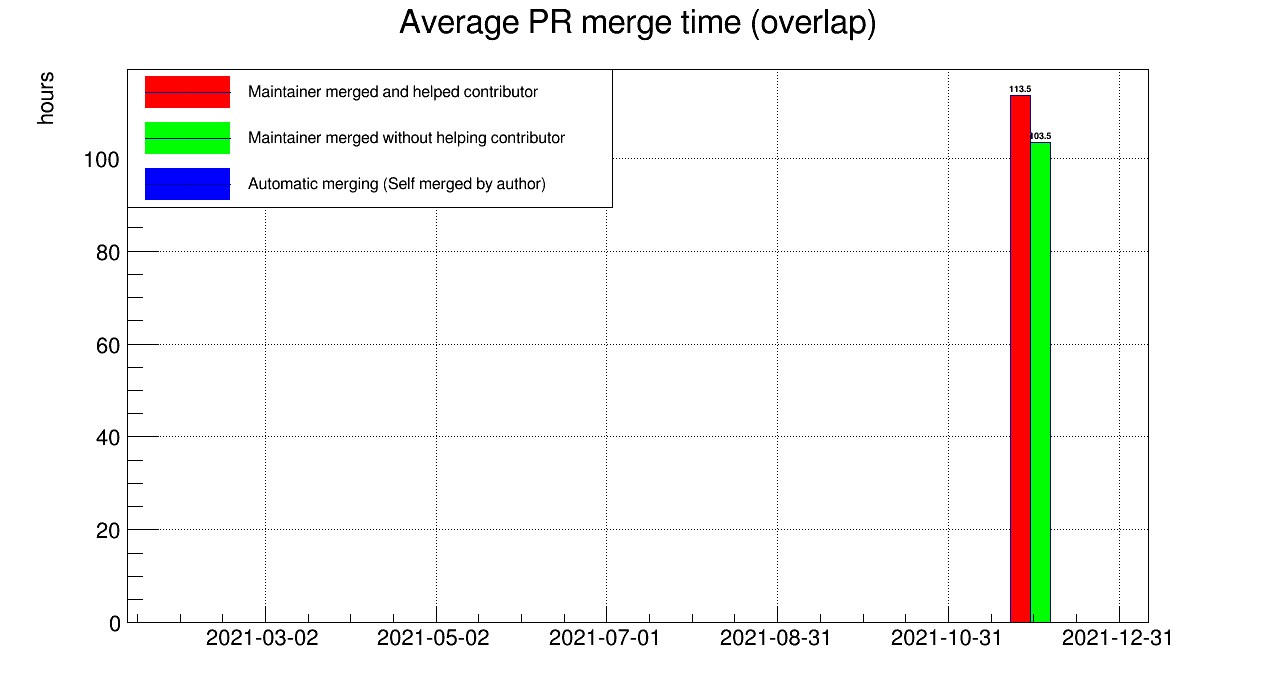 Average PR merge time (overlap)
hours
Maintainer merged and helped contributor
Maintainer merged without helping contributor
Automatic merging (Self merged by author)
113.5
103.5
100
80
60
40
20
0
2021-03-02 2021-05-02 2021-07-01 2021-08-31 2021-10-31 2021-12-31